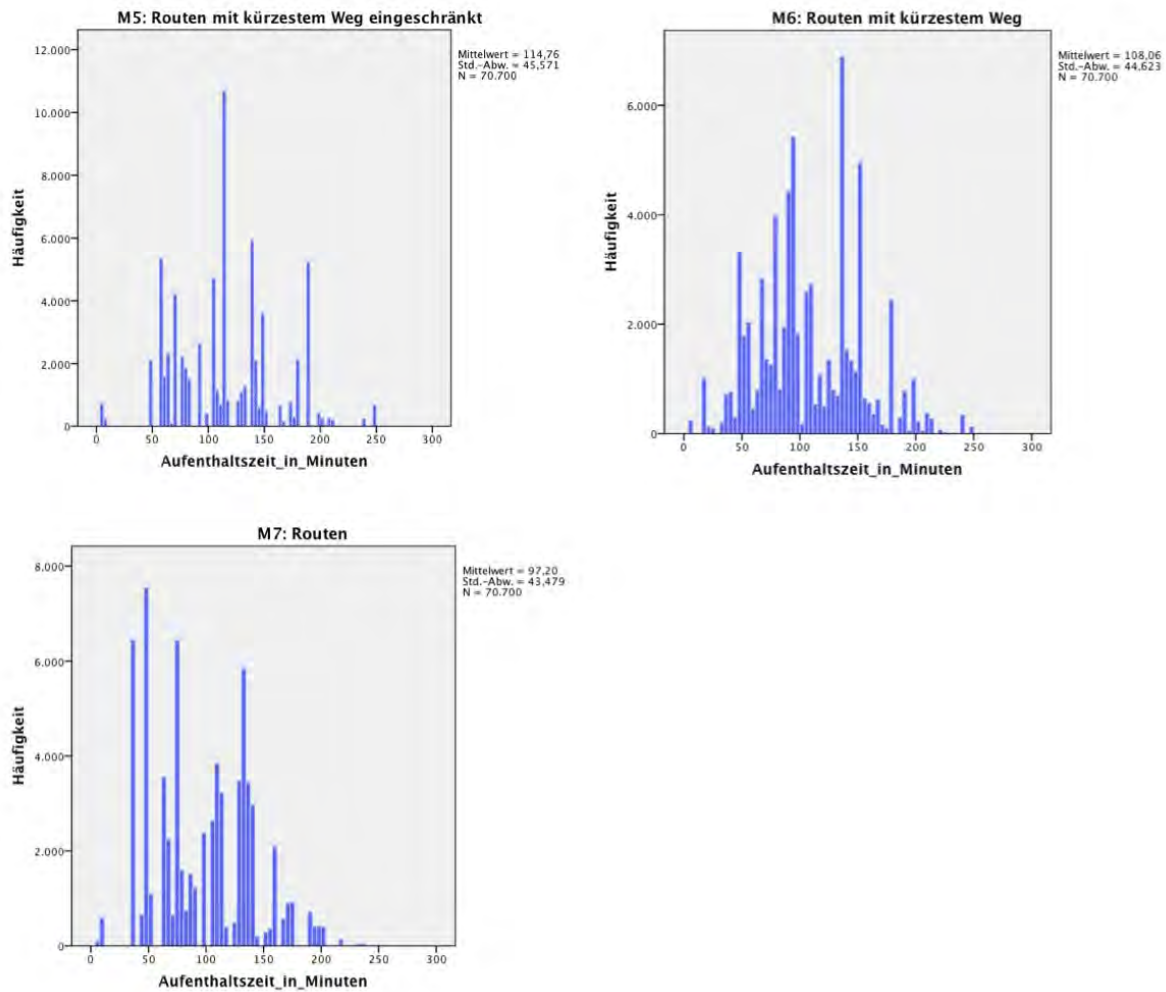 M5: Routen mit kürzestem Weg eingeschränkt
12.000
10.000
8.000
6.000
4.000
2.000
0
Häufigkeit
0 50 100 150 200 250 300
Aufenthaltszeit_in_Minuten
Mittelwert = 114,76
Std.-Abw. = 45,571
N = 70.700
M6: Routen mit kürzestem Weg
6.000
4.000
2.000
0
Häufigkeit
0 50 100 150 200 250 300
Aufenthaltszeit_in_Minuten
Mittelwert = 108,06
Std.-Abw. = 44,623
N = 70.700
M7: Routen
8.000
6.000
4.000
2.000
0
Häufigkeit
0 50 100 150 200 250 300
Aufenthaltszeit_in_Minuten
Mittelwert = 97,20
Std.-Abw. = 43,479
N = 70.700